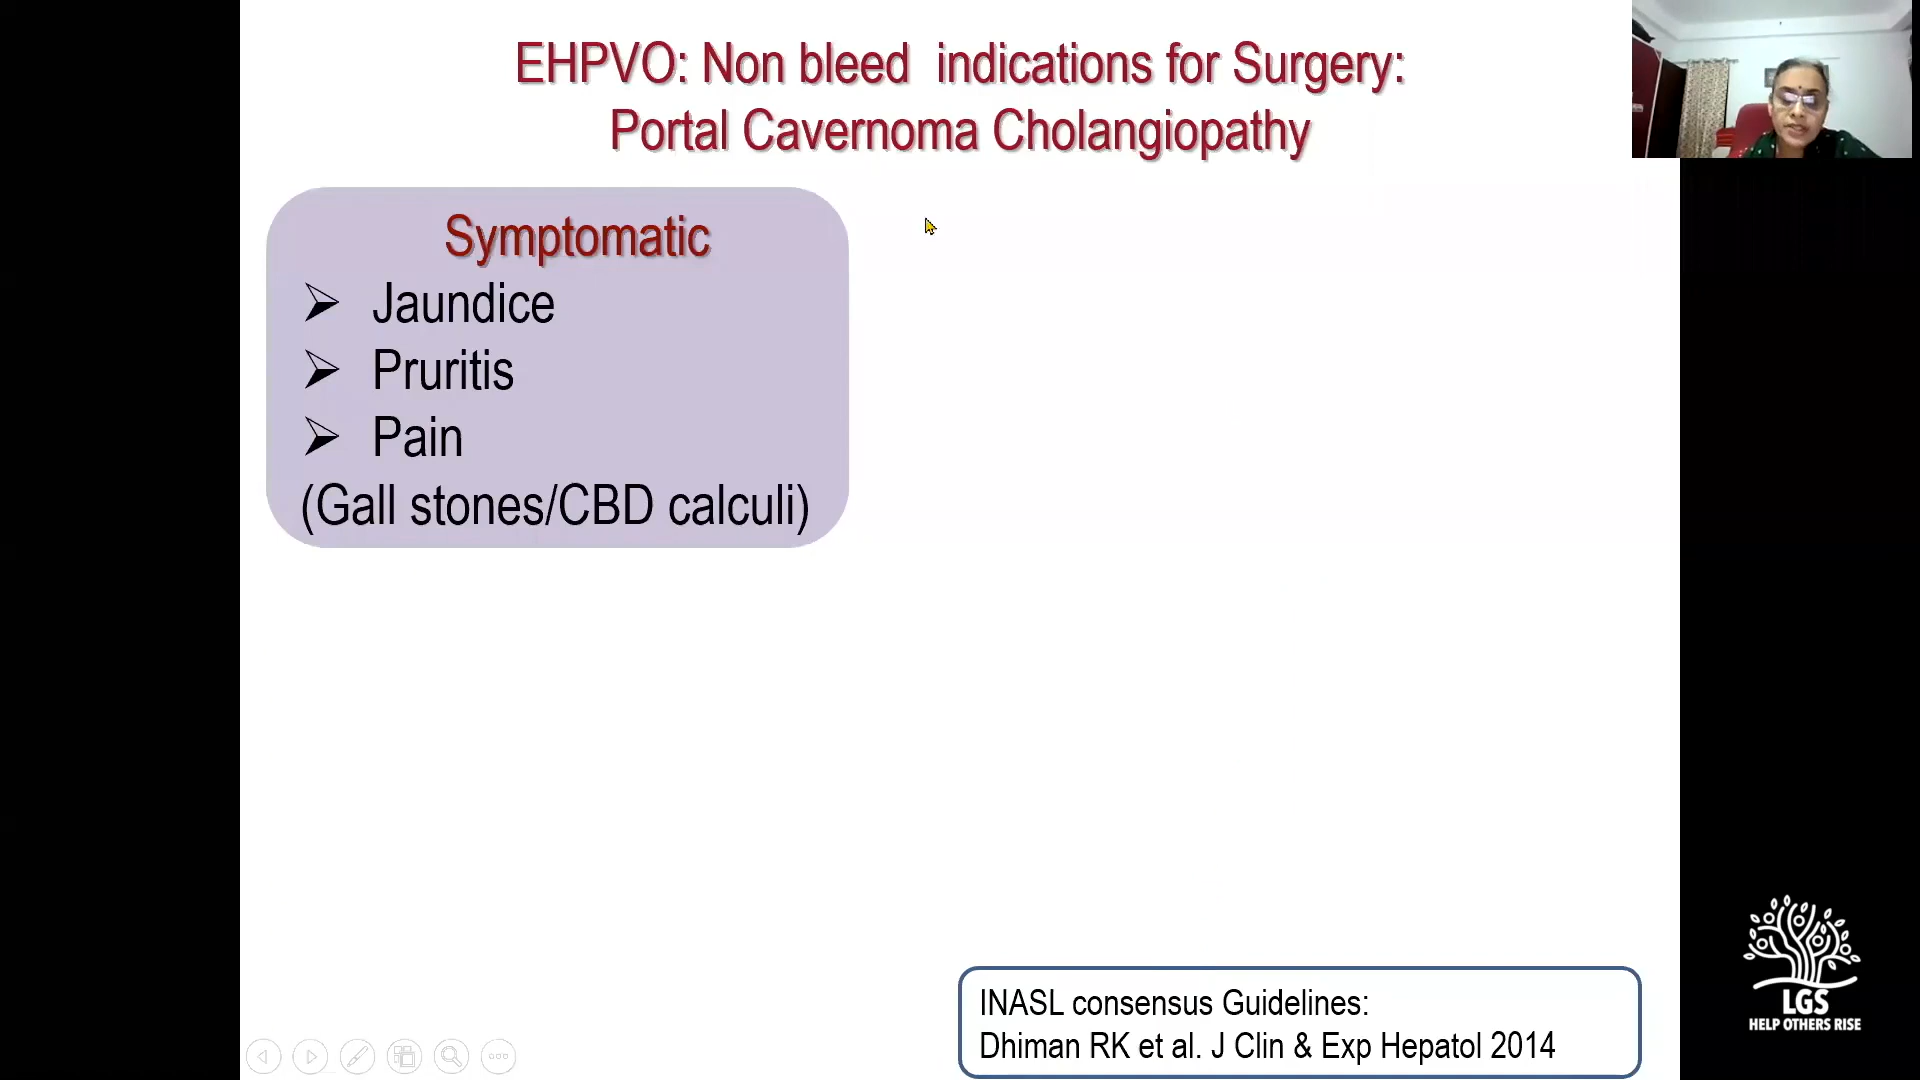 EHPVO: Non bleed indications for Surgery:
Portal Cavernoma Cholangiopathy
Symptomatic
Jaundice
Pruritis
Pain
(Gall stones/CBD calculi)
INASL consensus Guidelines:
Dhiman RK et al. J Clin & Exp Hepatol 2014
LGS
HELP OTHERS RISE